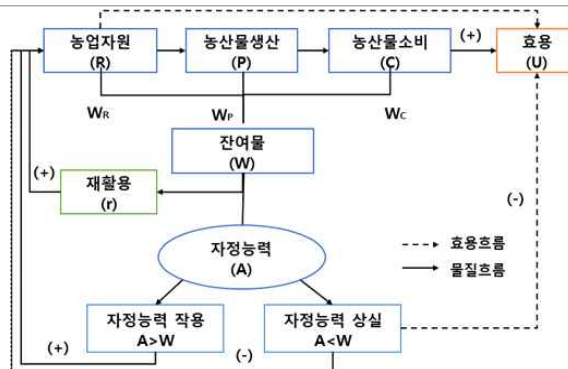 농업자원
(R)
농산물생산
(P)
농산물소비
(C)
(+)
효용
(U)
WR
WP
WC
잔여물
(W)
(+)
재활용
(r)
(-)
자정능력
(A)
효용흐름
물질흐름
자정능력 작용
A>W
자정능력 상실
A<W
(+)
(-)